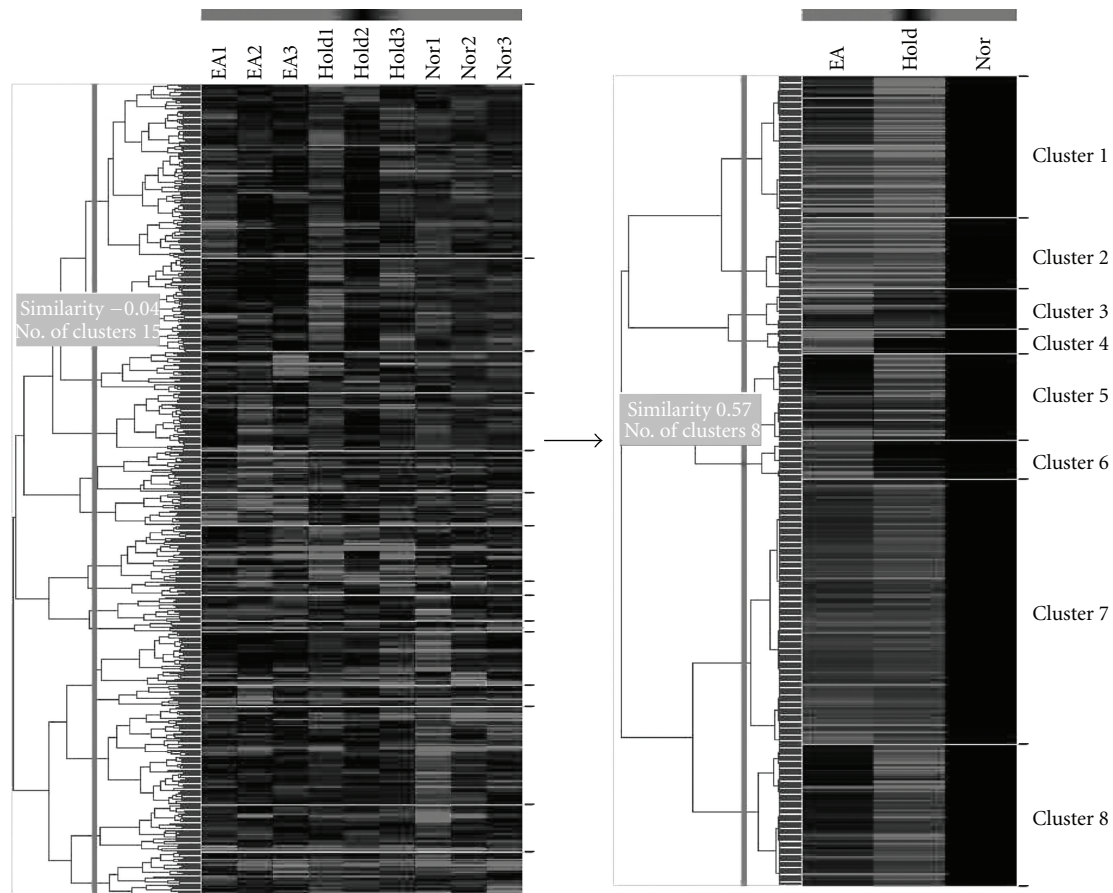 EA1
EA2
EA3
Hold1
Hold2
Hold3
Nor1
Nor2
Nor3
Similarity −0.04
No. of clusters 15
EA
Hold
Nor
Similarity 0.57
No. of clusters 8
Cluster 1
Cluster 2
Cluster 3
Cluster 4
Cluster 5
Cluster 6
Cluster 7
Cluster 8